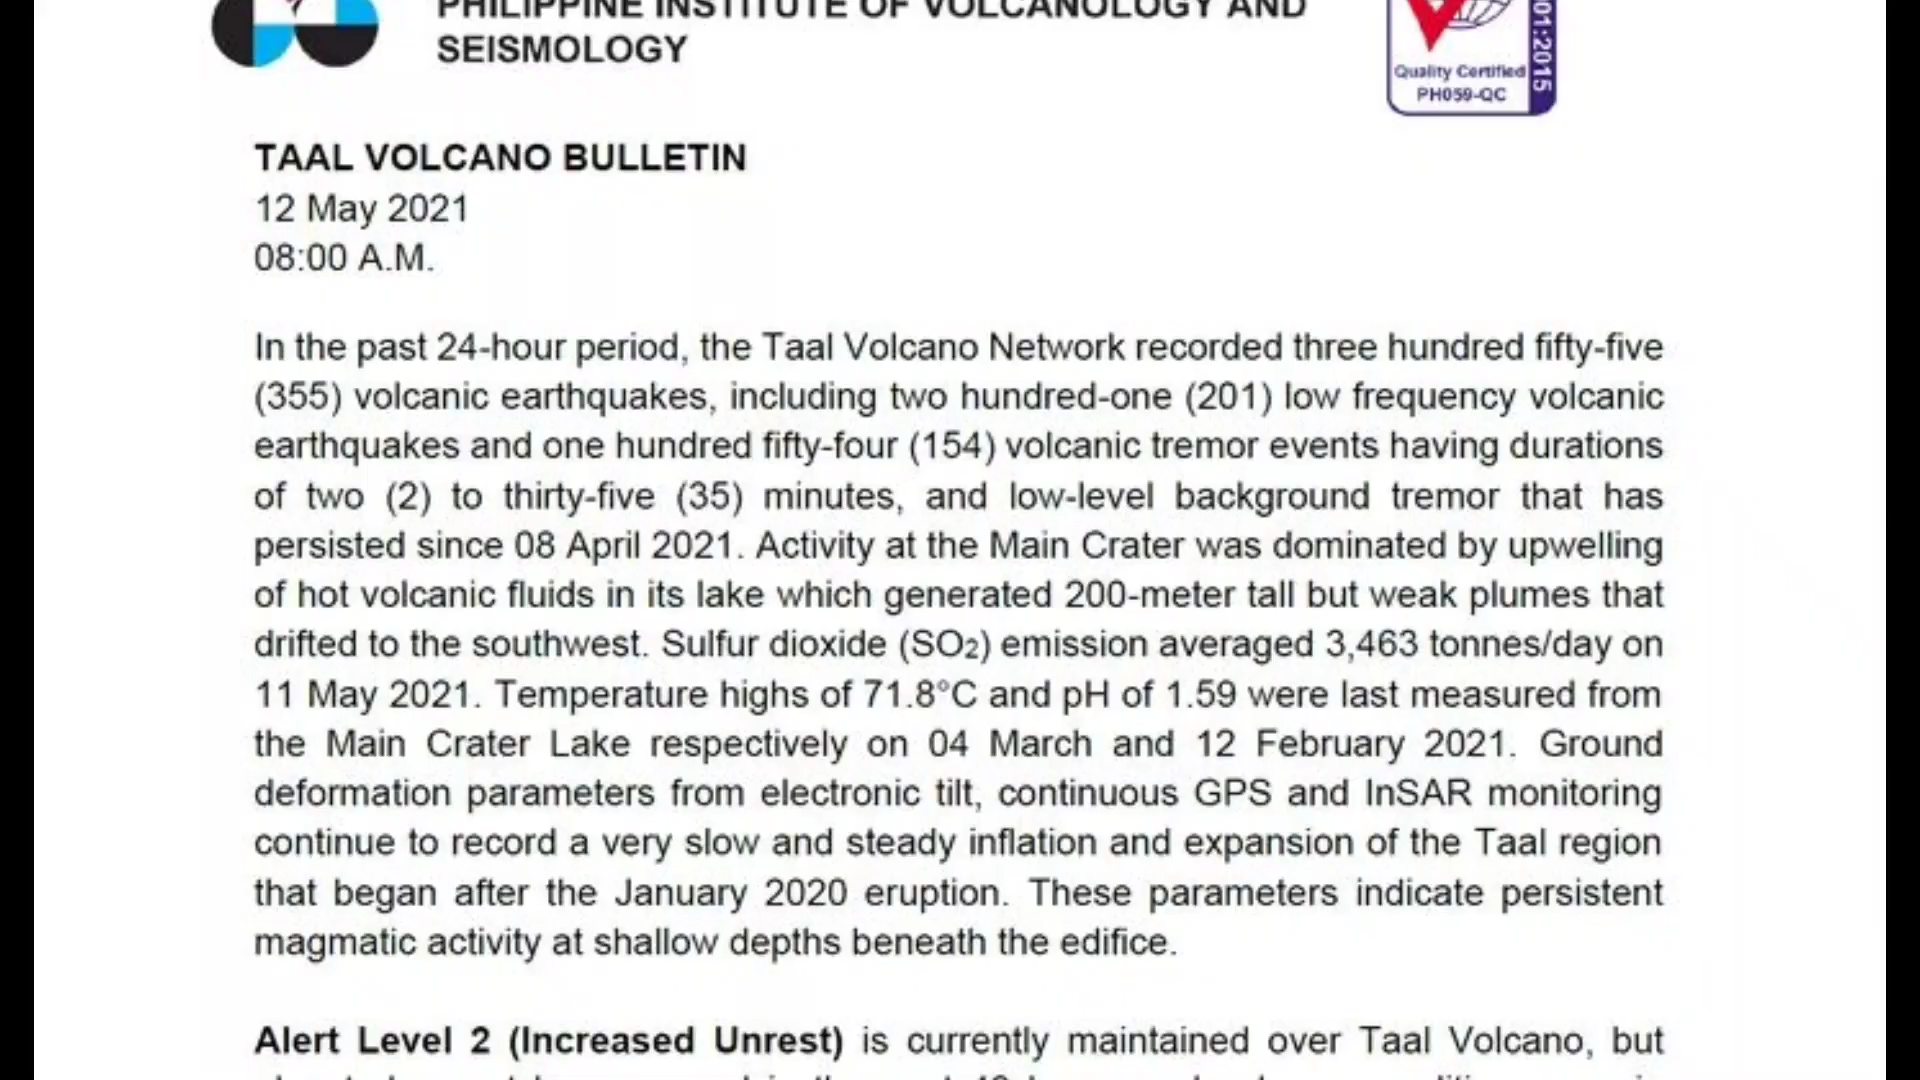 PHILIPPINE INSTITUTE OF VOLCANOLOGY AND
SEISMOLOGY
01:2015
Quality Certified
PH059-QC
TAAL VOLCANO BULLETIN
12 May 2021
08:00 A.M.
In the past 24-hour period, the Taal Volcano Network recorded three hundred fifty-five
(355) volcanic earthquakes, including two hundred-one (201) low frequency volcanic
earthquakes and one hundred fifty-four (154) volcanic tremor events having durations
of two (2) to thirty-five (35) minutes, and low-level background tremor that has
persisted since 08 April 2021. Activity at the Main Crater was dominated by upwelling
of hot volcanic fluids in its lake which generated 200-meter tall but weak plumes that
drifted to the southwest. Sulfur dioxide (SO₂) emission averaged 3,463 tonnes/day on
11 May 2021. Temperature highs of 71.8°C and pH of 1.59 were last measured from
the Main Crater Lake respectively on 04 March and 12 February 2021. Ground
deformation parameters from electronic tilt, continuous GPS and InSAR monitoring
continue to record a very slow and steady inflation and expansion of the Taal region
that began after the January 2020 eruption. These parameters indicate persistent
magmatic activity at shallow depths beneath the edifice.
Alert Level 2 (Increased Unrest) is currently maintained over Taal Volcano, but